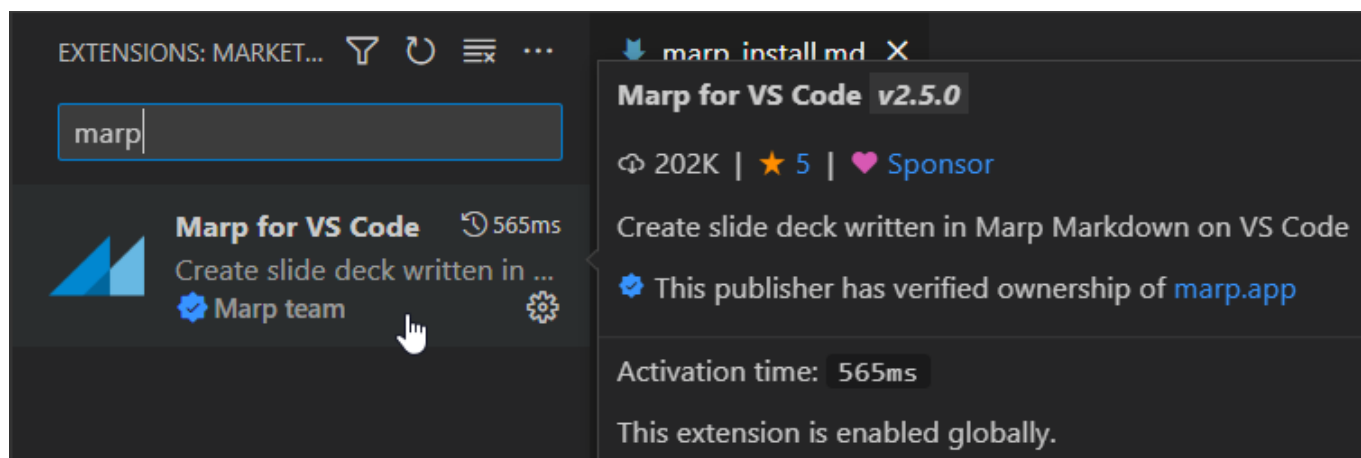 EXTENSIONS: MARKET...
marp
Marp for VS Code 565ms
Create slide deck written in ...
Marp team
marp_install.md
Marp for VS Code v2.5.0
202K | 5 | Sponsor
Create slide deck written in Marp Markdown on VS Code
This publisher has verified ownership of marp.app
Activation time: 565ms
This extension is enabled globally.